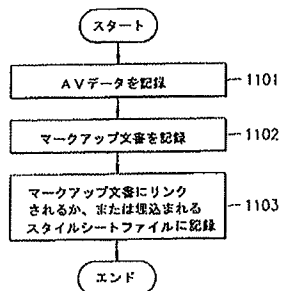 スタート
AVデータを記録
1101
マークアップ文書を記録
1102
マークアップ文書にリンク
されるか、または埋込まれる
スタイルシートファイルに記録
1103
エンド